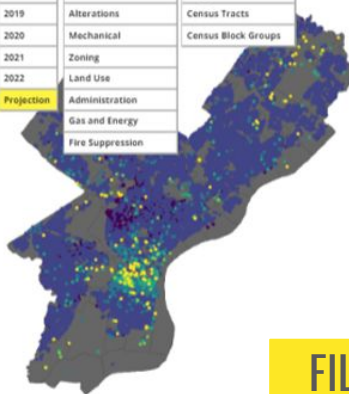 2019
2020
2021
2022
Projection
Alterations
Mechanical
Zoning
Land Use
Administration
Gas and Energy
Fire Suppression
Census Tracts
Census Block Groups
FIL